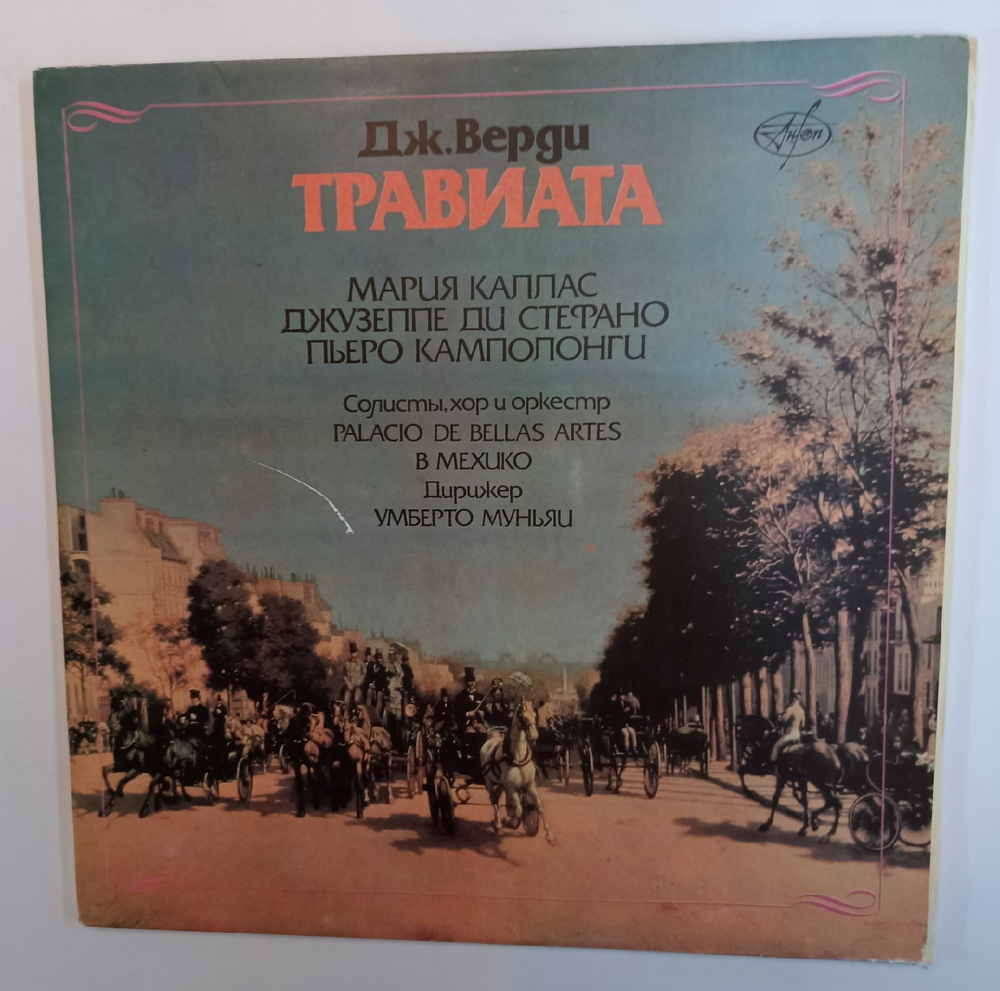 Дж. Верди
ТРАВИАТА
МАРИЯ КАЛЛАС
ДЖУЗЕППЕ ДИ СТЕФАНО
ПЬЕРО КАМПОЛОНГИ
Солисты, хор и оркестр
PALACIO DE BELLAS ARTES
В МЕХИКО
Дирижер
УМБЕРТО МУНЬЯИ